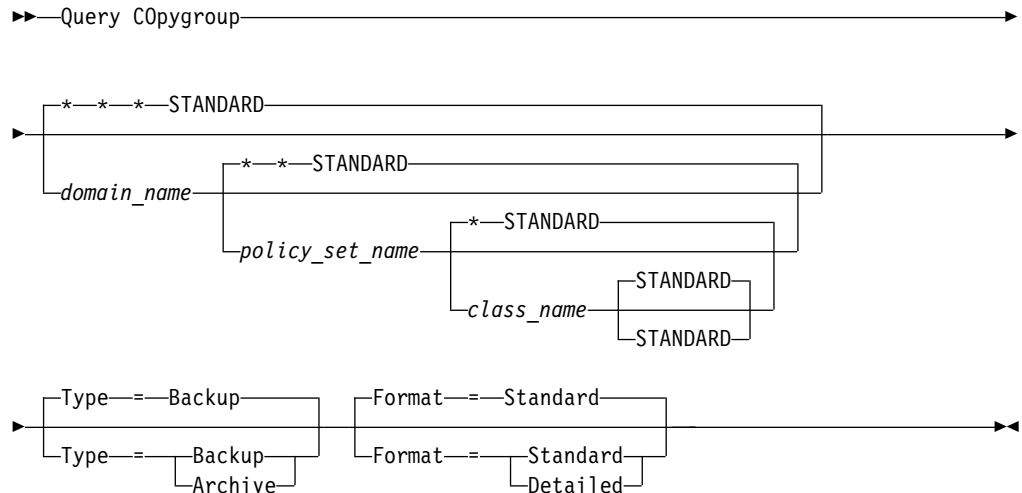 Query COpygroup
* * * STANDARD
* * STANDARD
domain_name
* STANDARD
policy_set_name
STANDARD
class_name
STANDARD
Type = Backup Format = Standard
Type = Backup Format = Standard
Archive Detailed